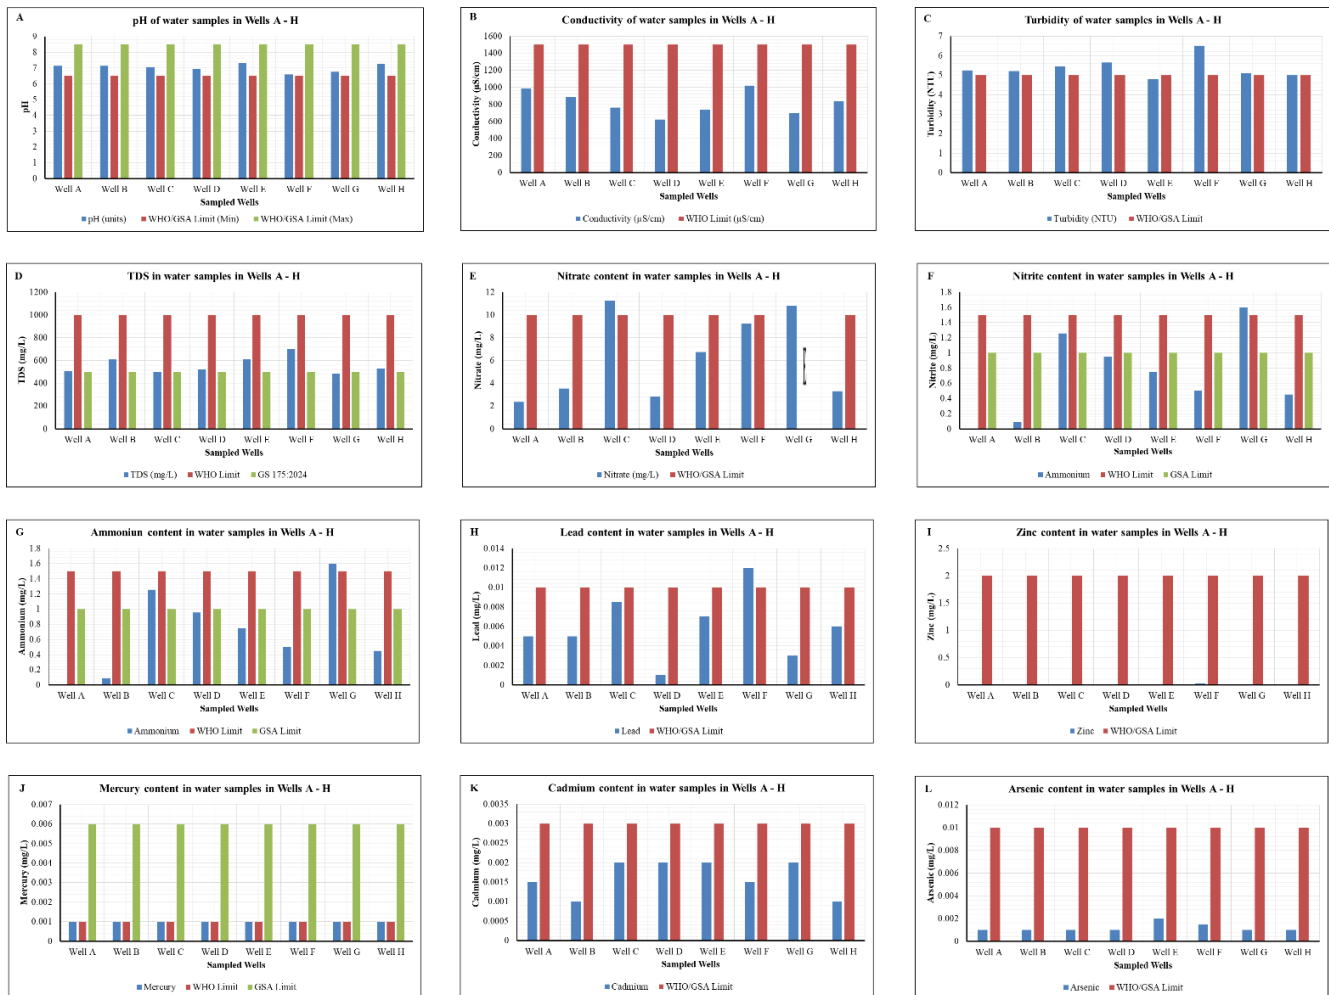 A
pH of water samples in Wells A - H
9
8
7
6
5
4
3
2
1
0
pH
Well A Well B Well C Well D Well E Well F Well G Well H
Sampled Wells
pH (units) WHO/GSA Limit (Min) WHO/GSA Limit (Max)
B
Conductivity of water samples in Wells A - H
1600
1400
1200
1000
800
600
400
200
0
Conductivity (µS/cm)
Well A Well B Well C Well D Well E Well F Well G Well H
Sampled Wells
Conductivity (µS/cm) WHO Limit (µS/cm)
C
Turbidity of water samples in Wells A - H
7
6
5
4
3
2
1
0
Turbidity (NTU)
Well A Well B Well C Well D Well E Well F Well G Well H
Sampled Wells
Turbidity (NTU) WHO/GSA Limit
D
TDS in water samples in Wells A - H
1200
1000
800
600
400
200
0
TDS (mg/L)
Well A Well B Well C Well D Well E Well F Well G Well H
Sampled Wells
TDS (mg/L) WHO Limit GS 175:2024
E
Nitrate content in water samples in Wells A - H
12
10
8
6
4
2
0
Nitrate (mg/L)
Well A Well B Well C Well D Well E Well F Well G Well H
Sampled Wells
Nitrate (mg/L) WHO/GSA Limit
F
Nitrite content in water samples in Wells A - H
1.8
1.6
1.4
1.2
1
0.8
0.6
0.4
0.2
0
Nitrite (mg/L)
Well A Well B Well C Well D Well E Well F Well G Well H
Sampled Wells
Ammonium WHO Limit GSA Limit
G
Ammoniun content in water samples in Wells A - H
1.8
1.6
1.4
1.2
1
0.8
0.6
0.4
0.2
0
Ammonium (mg/L)
Well A Well B Well C Well D Well E Well F Well G Well H
Sampled Wells
Ammonium WHO Limit GSA Limit
H
Lead content in water samples in Wells A - H
0.014
0.012
0.01
0.008
0.006
0.004
0.002
0
Lead (mg/L)
Well A Well B Well C Well D Well E Well F Well G Well H
Sampled Wells
Lead WHO/GSA Limit
I
Zinc content in water samples in Wells A - H
2.5
2
1.5
1
0.5
0
Zinc (mg/L)
Well A Well B Well C Well D Well E Well F Well G Well H
Sampled Wells
Zinc WHO/GSA Limit
J
Mercury content in water samples in Wells A - H
0.007
0.006
0.005
0.004
0.003
0.002
0.001
0
Mercury (mg/L)
Well A Well B Well C Well D Well E Well F Well G Well H
Sampled Wells
Mercury WHO Limit GSA Limit
K
Cadmium content in water samples in Wells A - H
0.0035
0.003
0.0025
0.002
0.0015
0.001
0.0005
0
Cadmium (mg/L)
Well A Well B Well C Well D Well E Well F Well G Well H
Sampled Wells
Cadmium WHO/GSA Limit
L
Arsenic content in water samples in Wells A - H
0.012
0.01
0.008
0.006
0.004
0.002
0
Arsenic (mg/L)
Well A Well B Well C Well D Well E Well F Well G Well H
Sampled Wells
Arsenic WHO/GSA Limit